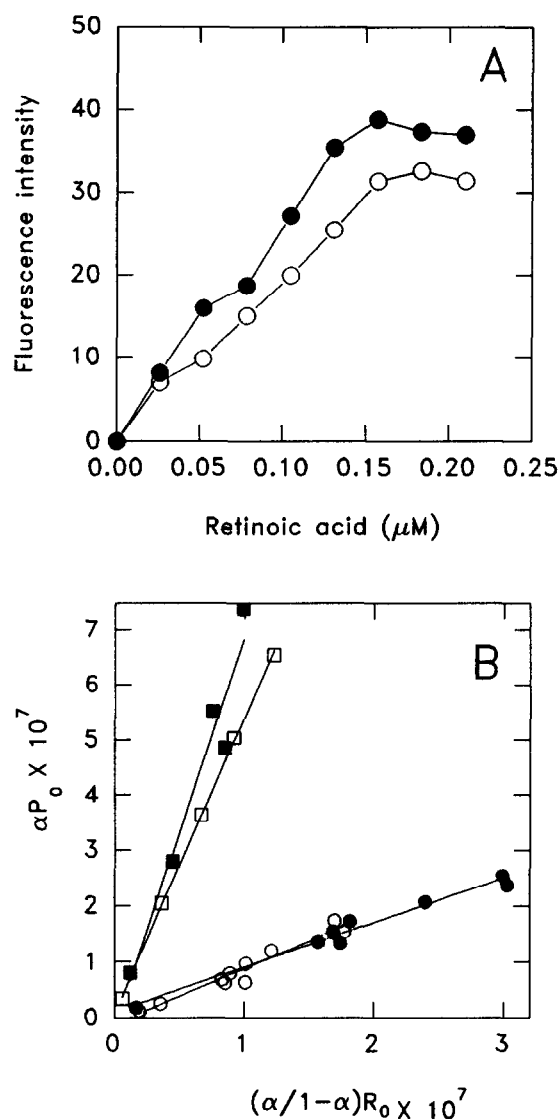 A
Fluorescence intensity
50
40
30
20
10
0
0.00 0.05 0.10 0.15 0.20 0.25
Retinoic acid (μM)
B
αP₀ X 10⁷
7
6
5
4
3
2
1
0
0 1 2 3
(α/1-α)R₀ X 10⁷